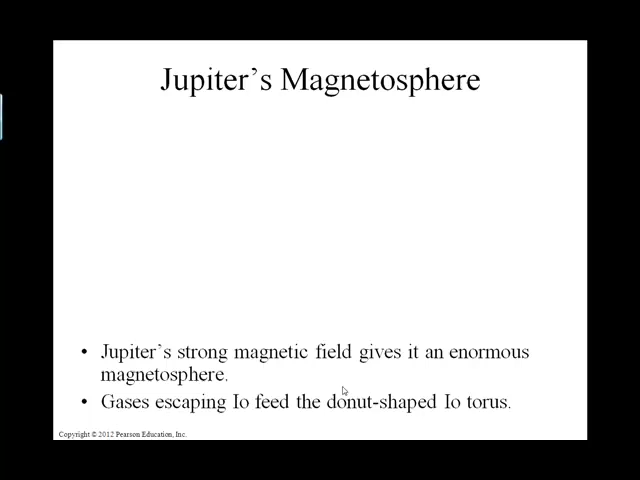 Jupiter’s Magnetosphere
• Jupiter’s strong magnetic field gives it an enormous
magnetosphere.
• Gases escaping Io feed the donut-shaped Io torus.
Copyright © 2012 Pearson Education, Inc.